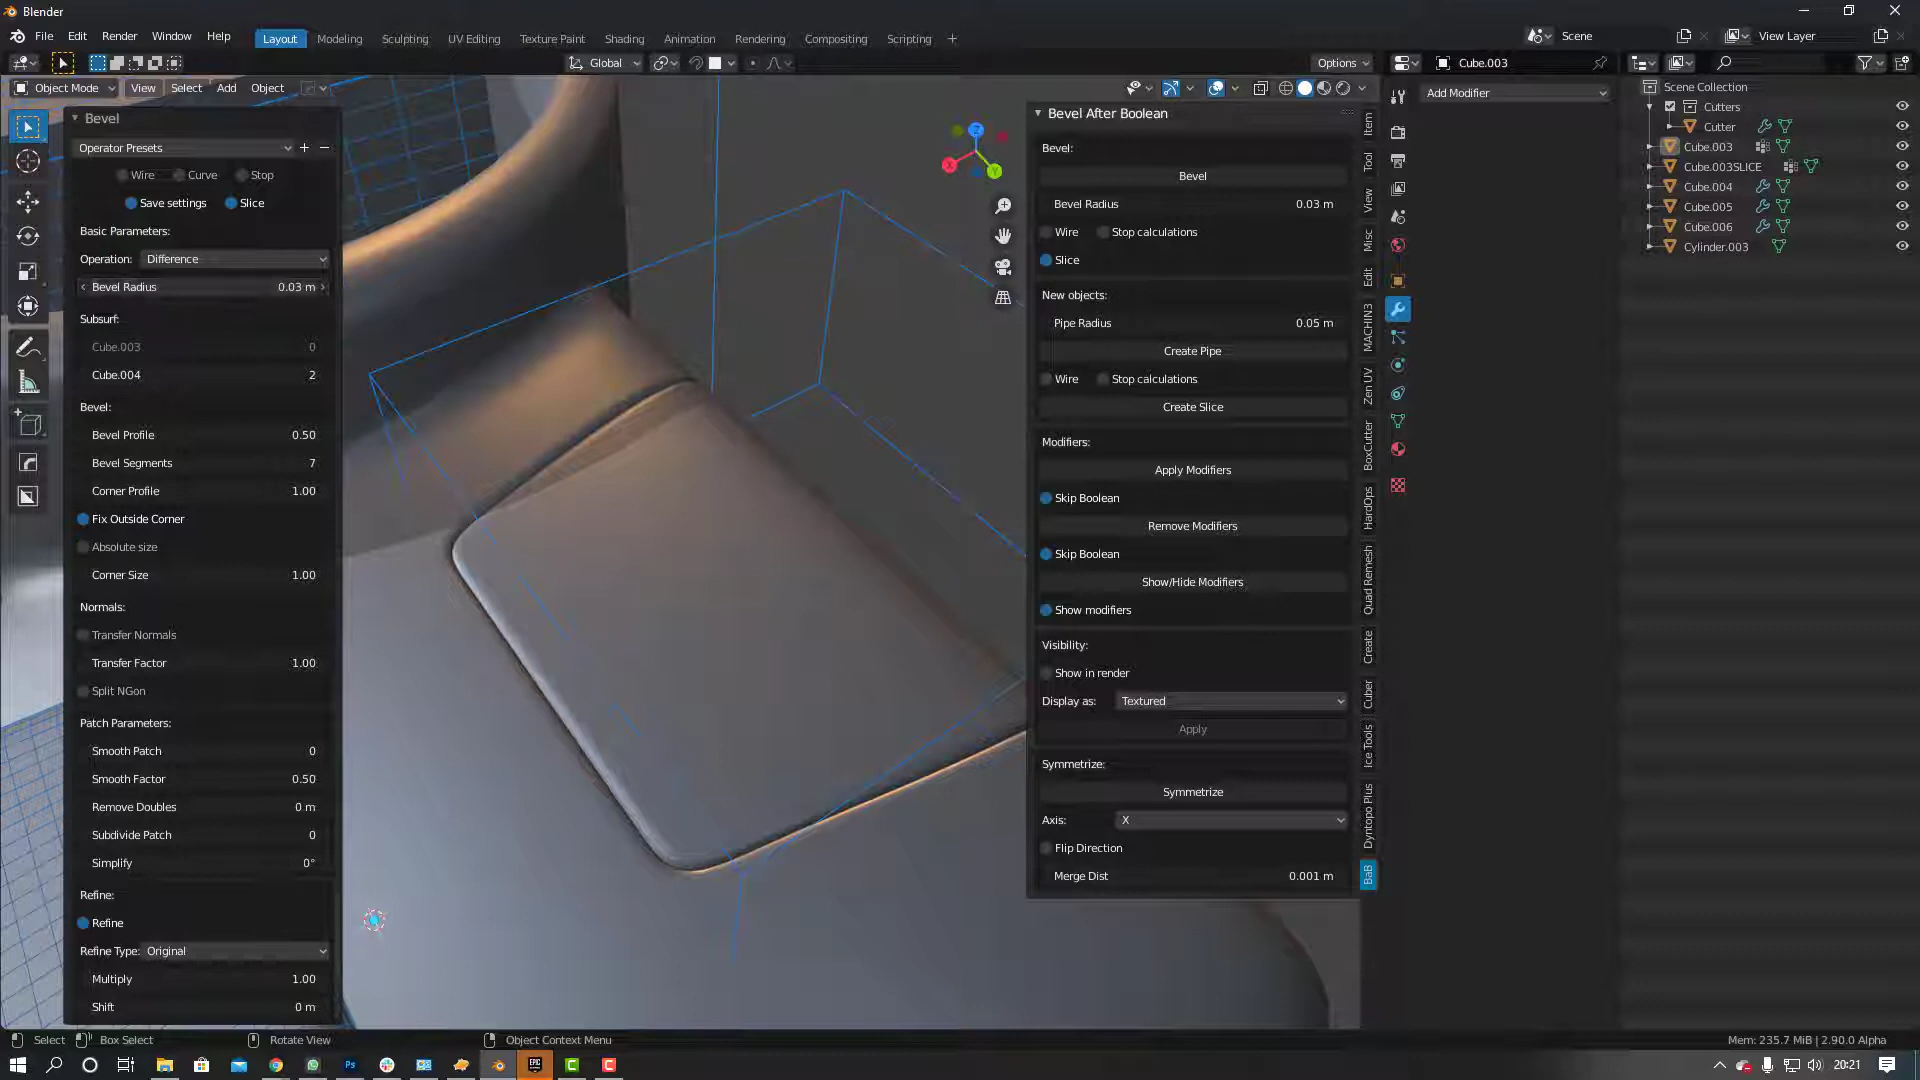 Blender
File Edit Render Window Help
Layout Modeling Sculpting UV Editing Texture Paint Shading Animation Rendering Compositing Scripting
Scene
View Layer
Global
Options
Cube.003
Object Mode View Select Add Object
Bevel
Operator Presets
Wire Curve Stop
Save settings Slice
Basic Parameters:
Operation: Difference
Bevel Radius 0.03 m
Subsurf:
Cube.003 0
Cube.004 2
Bevel:
Bevel Profile 0.50
Bevel Segments 7
Corner Profile 1.00
Fix Outside Corner
Absolute size
Corner Size 1.00
Normals:
Transfer Normals
Transfer Factor 1.00
Split NGon
Patch Parameters:
Smooth Patch 0
Smooth Factor 0.50
Remove Doubles 0 m
Subdivide Patch 0
Simplify 0°
Refine:
Refine
Refine Type: Original
Multiply 1.00
Shift 0 m
X
Y
Z
Bevel After Boolean
Bevel:
Bevel
Bevel Radius 0.03 m
Wire Stop calculations
Slice
New objects:
Pipe Radius 0.05 m
Create Pipe
Wire Stop calculations
Create Slice
Modifiers:
Apply Modifiers
Skip Boolean
Remove Modifiers
Skip Boolean
Show/Hide Modifiers
Show modifiers
Visibility:
Show in render
Display as: Textured
Apply
Symmetrize:
Symmetrize
Axis: X
Flip Direction
Merge Dist 0.001 m
Item
Tool
View
Misc
Edit
MACHIN3
Zen UV
BoxCutter
HardOps
Quad Remesh
Create
Cuber
Ice Tools
Dyntopo Plus
BaB
Add Modifier
Scene Collection
Cutters
Cutter
Cube.003
Cube.003SLICE
Cube.004
Cube.005
Cube.006
Cylinder.003
Select Box Select Rotate View Object Context Menu
Mem: 235.7 MiB | 2.90.0 Alpha
Ps
EPIC
C
C
20:21